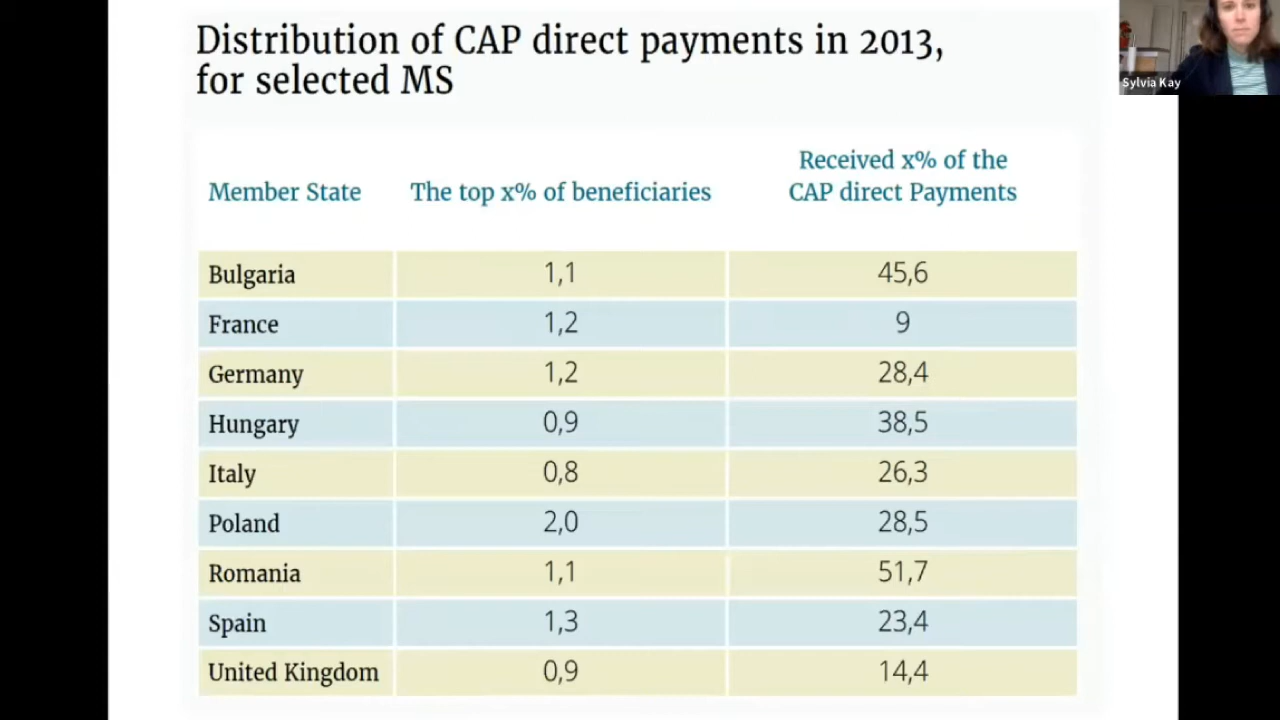 Distribution of CAP direct payments in 2013,
for selected MS
Sylvia Kay
Member State The top x% of beneficiaries Received x% of the CAP direct Payments
Bulgaria 1,1 45,6
France 1,2 9
Germany 1,2 28,4
Hungary 0,9 38,5
Italy 0,8 26,3
Poland 2,0 28,5
Romania 1,1 51,7
Spain 1,3 23,4
United Kingdom 0,9 14,4